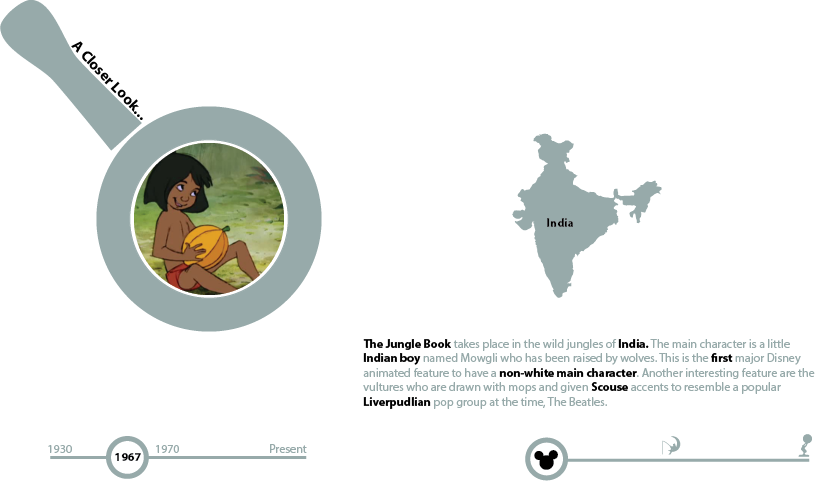 A Closer Look...
India
The Jungle Book takes place in the wild jungles of India. The main character is a little
Indian boy named Mowgli who has been raised by wolves. This is the first major Disney
animated feature to have a non-white main character. Another interesting feature are the
vultures who are drawn with mops and given Scouse accents to resemble a popular
Liverpudlian pop group at the time, The Beatles.
1930
1967
1970
Present